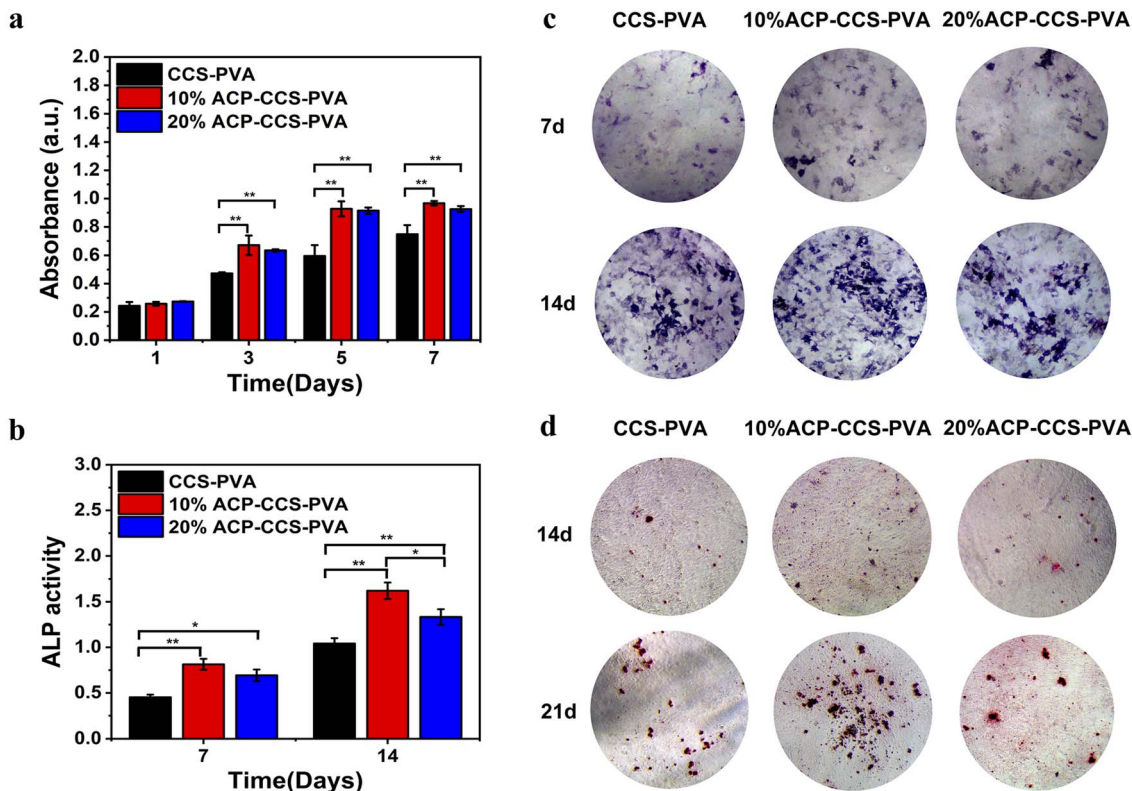 a
2.0
1.8
1.6
1.4
1.2
1.0
0.8
0.6
0.4
0.2
0.0
Absorbance (a.u.)
CCS-PVA
10% ACP-CCS-PVA
20% ACP-CCS-PVA
**
**
**
**
**
**
1 3 5 7
Time(Days)
b
3.0
2.5
2.0
1.5
1.0
0.5
0.0
ALP activity
CCS-PVA
10% ACP-CCS-PVA
20% ACP-CCS-PVA
*
**
**
**
*
7 14
Time(Days)
c
CCS-PVA 10%ACP-CCS-PVA 20%ACP-CCS-PVA
7d
14d
d
CCS-PVA 10%ACP-CCS-PVA 20%ACP-CCS-PVA
14d
21d